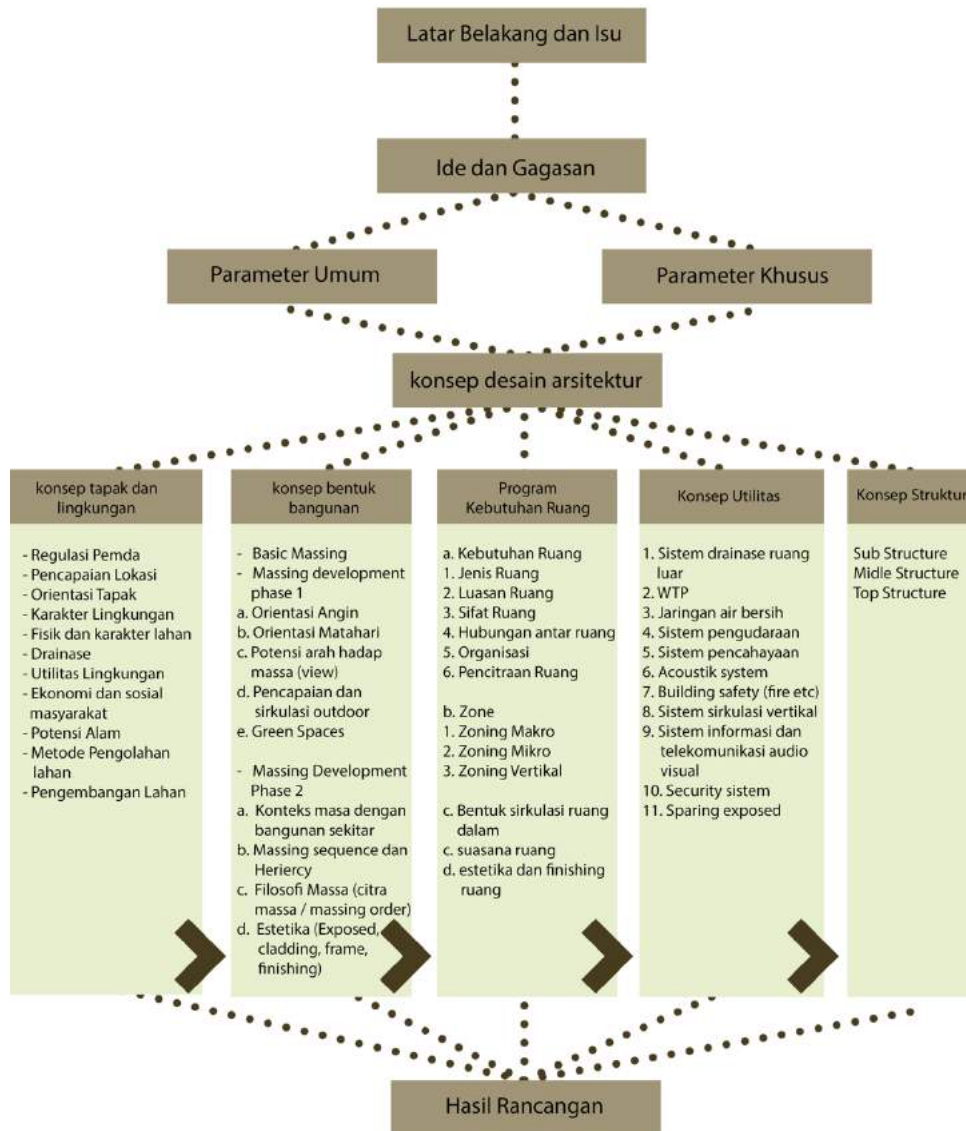 Latar Belakang dan Isu
Ide dan Gagasan
Parameter Umum
Parameter Khusus
konsep desain arsitektur
konsep tapak dan
lingkungan
- Regulasi Pemda
- Pencapaian Lokasi
- Orientasi Tapak
- Karakter Lingkungan
- Fisik dan karakter lahan
- Drainase
- Utilitas Lingkungan
- Ekonomi dan sosial
masyarakat
- Potensi Alam
- Metode Pengolahan
lahan
- Pengembangan Lahan
konsep bentuk
bangunan
- Basic Massing
- Massing development
phase 1
a. Orientasi Angin
b. Orientasi Matahari
c. Potensi arah hadap
massa (view)
d. Pencapaian dan
sirkulasi outdoor
e. Green Spaces
- Massing Development
Phase 2
a. Konteks masa dengan
bangunan sekitar
b. Massing sequence dan
Heriercy
c. Filosofi Massa (citra
massa / massing order)
d. Estetika (Exposed,
cladding, frame,
finishing)
Program
Kebutuhan Ruang
a. Kebutuhan Ruang
1. Jenis Ruang
2. Luasan Ruang
3. Sifat Ruang
4. Hubungan antar ruang
5. Organisasi
6. Pencitraan Ruang
b. Zone
1. Zoning Makro
2. Zoning Mikro
3. Zoning Vertikal
c. Bentuk sirkulasi ruang
dalam
c. suasana ruang
d. estetika dan finishing
ruang
Konsep Utilitas
1. Sistem drainase ruang
luar
2. WTP
3. Jaringan air bersih
4. Sistem pengudaraan
5. Sistem pencahayaan
6. Acoustik system
7. Building safety (fire etc)
8. Sistem sirkulasi vertikal
9. Sistem informasi dan
telekomunikasi audio
visual
10. Security sistem
11. Sparing exposed
Konsep Struktur
Sub Structure
Midle Structure
Top Structure
Hasil Rancangan